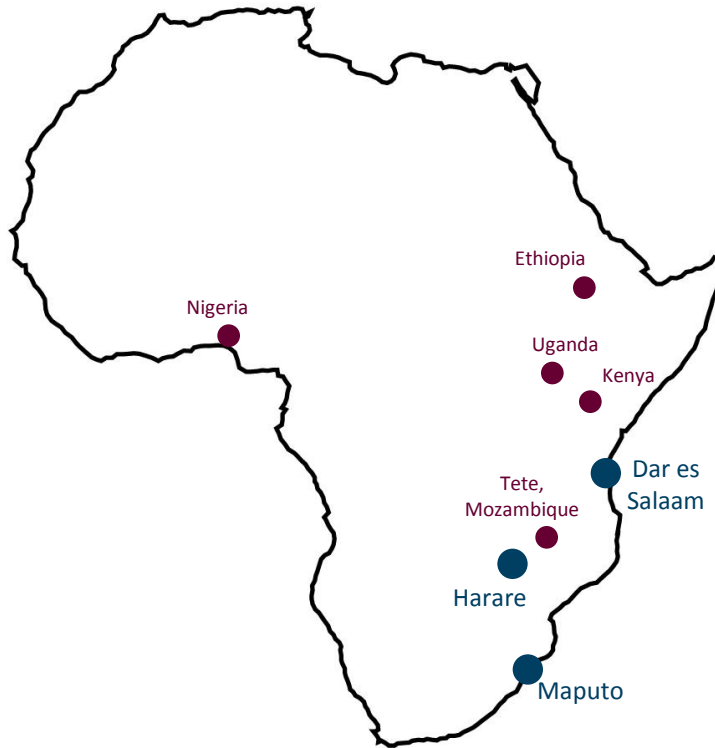 Ethiopia
Nigeria
Uganda
Kenya
Dar es
Salaam
Tete,
Mozambique
Harare
Maputo